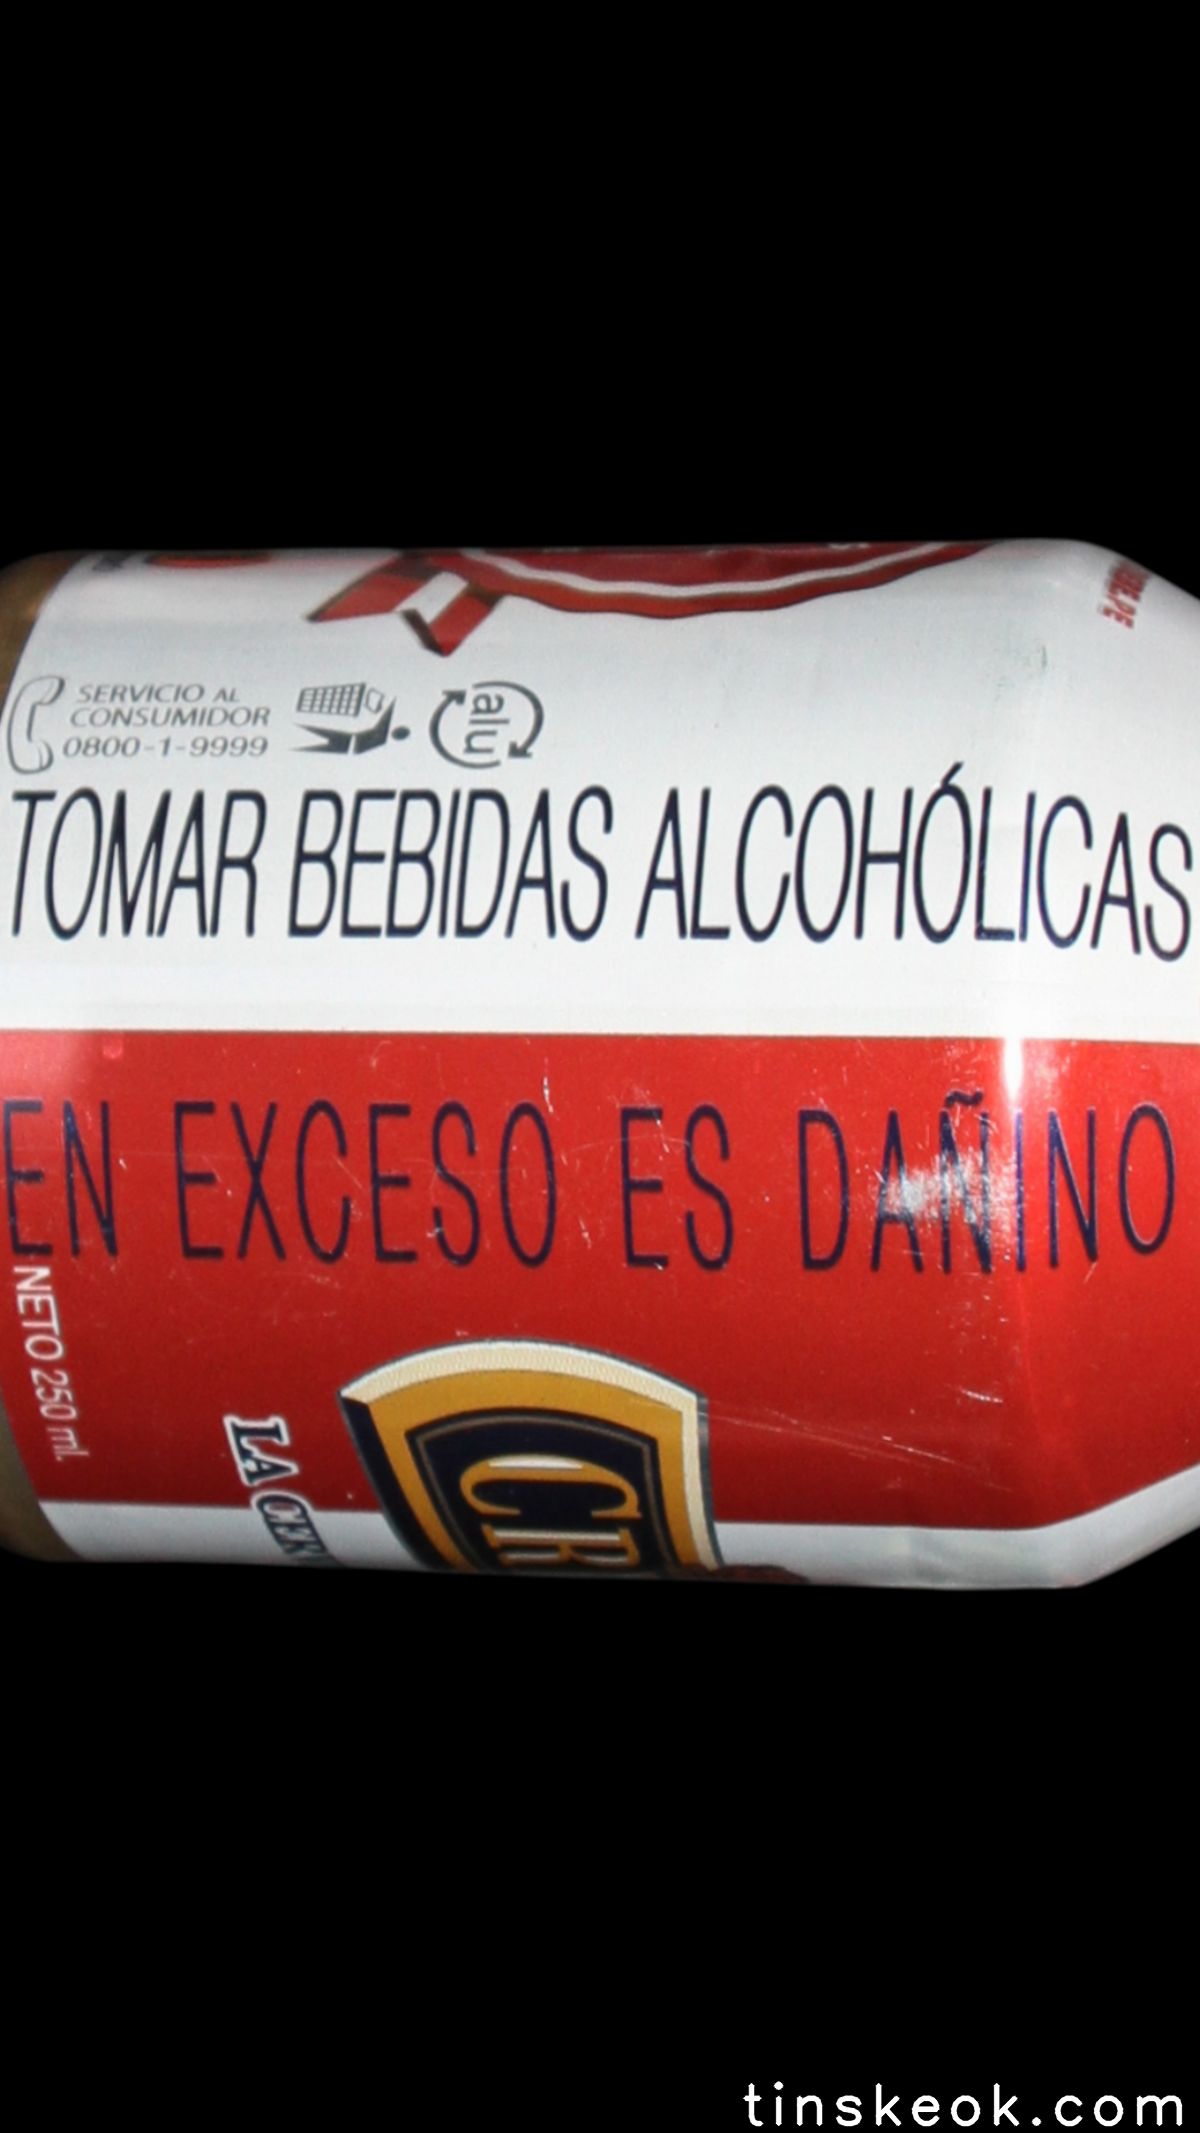 SERVICIO AL
CONSUMIDOR
0800-1-9999
alu
TOMAR BEBIDAS ALCOHÓLICAS
EN EXCESO ES DAÑINO
NETO 250 ml.
LA
tinskeok.com